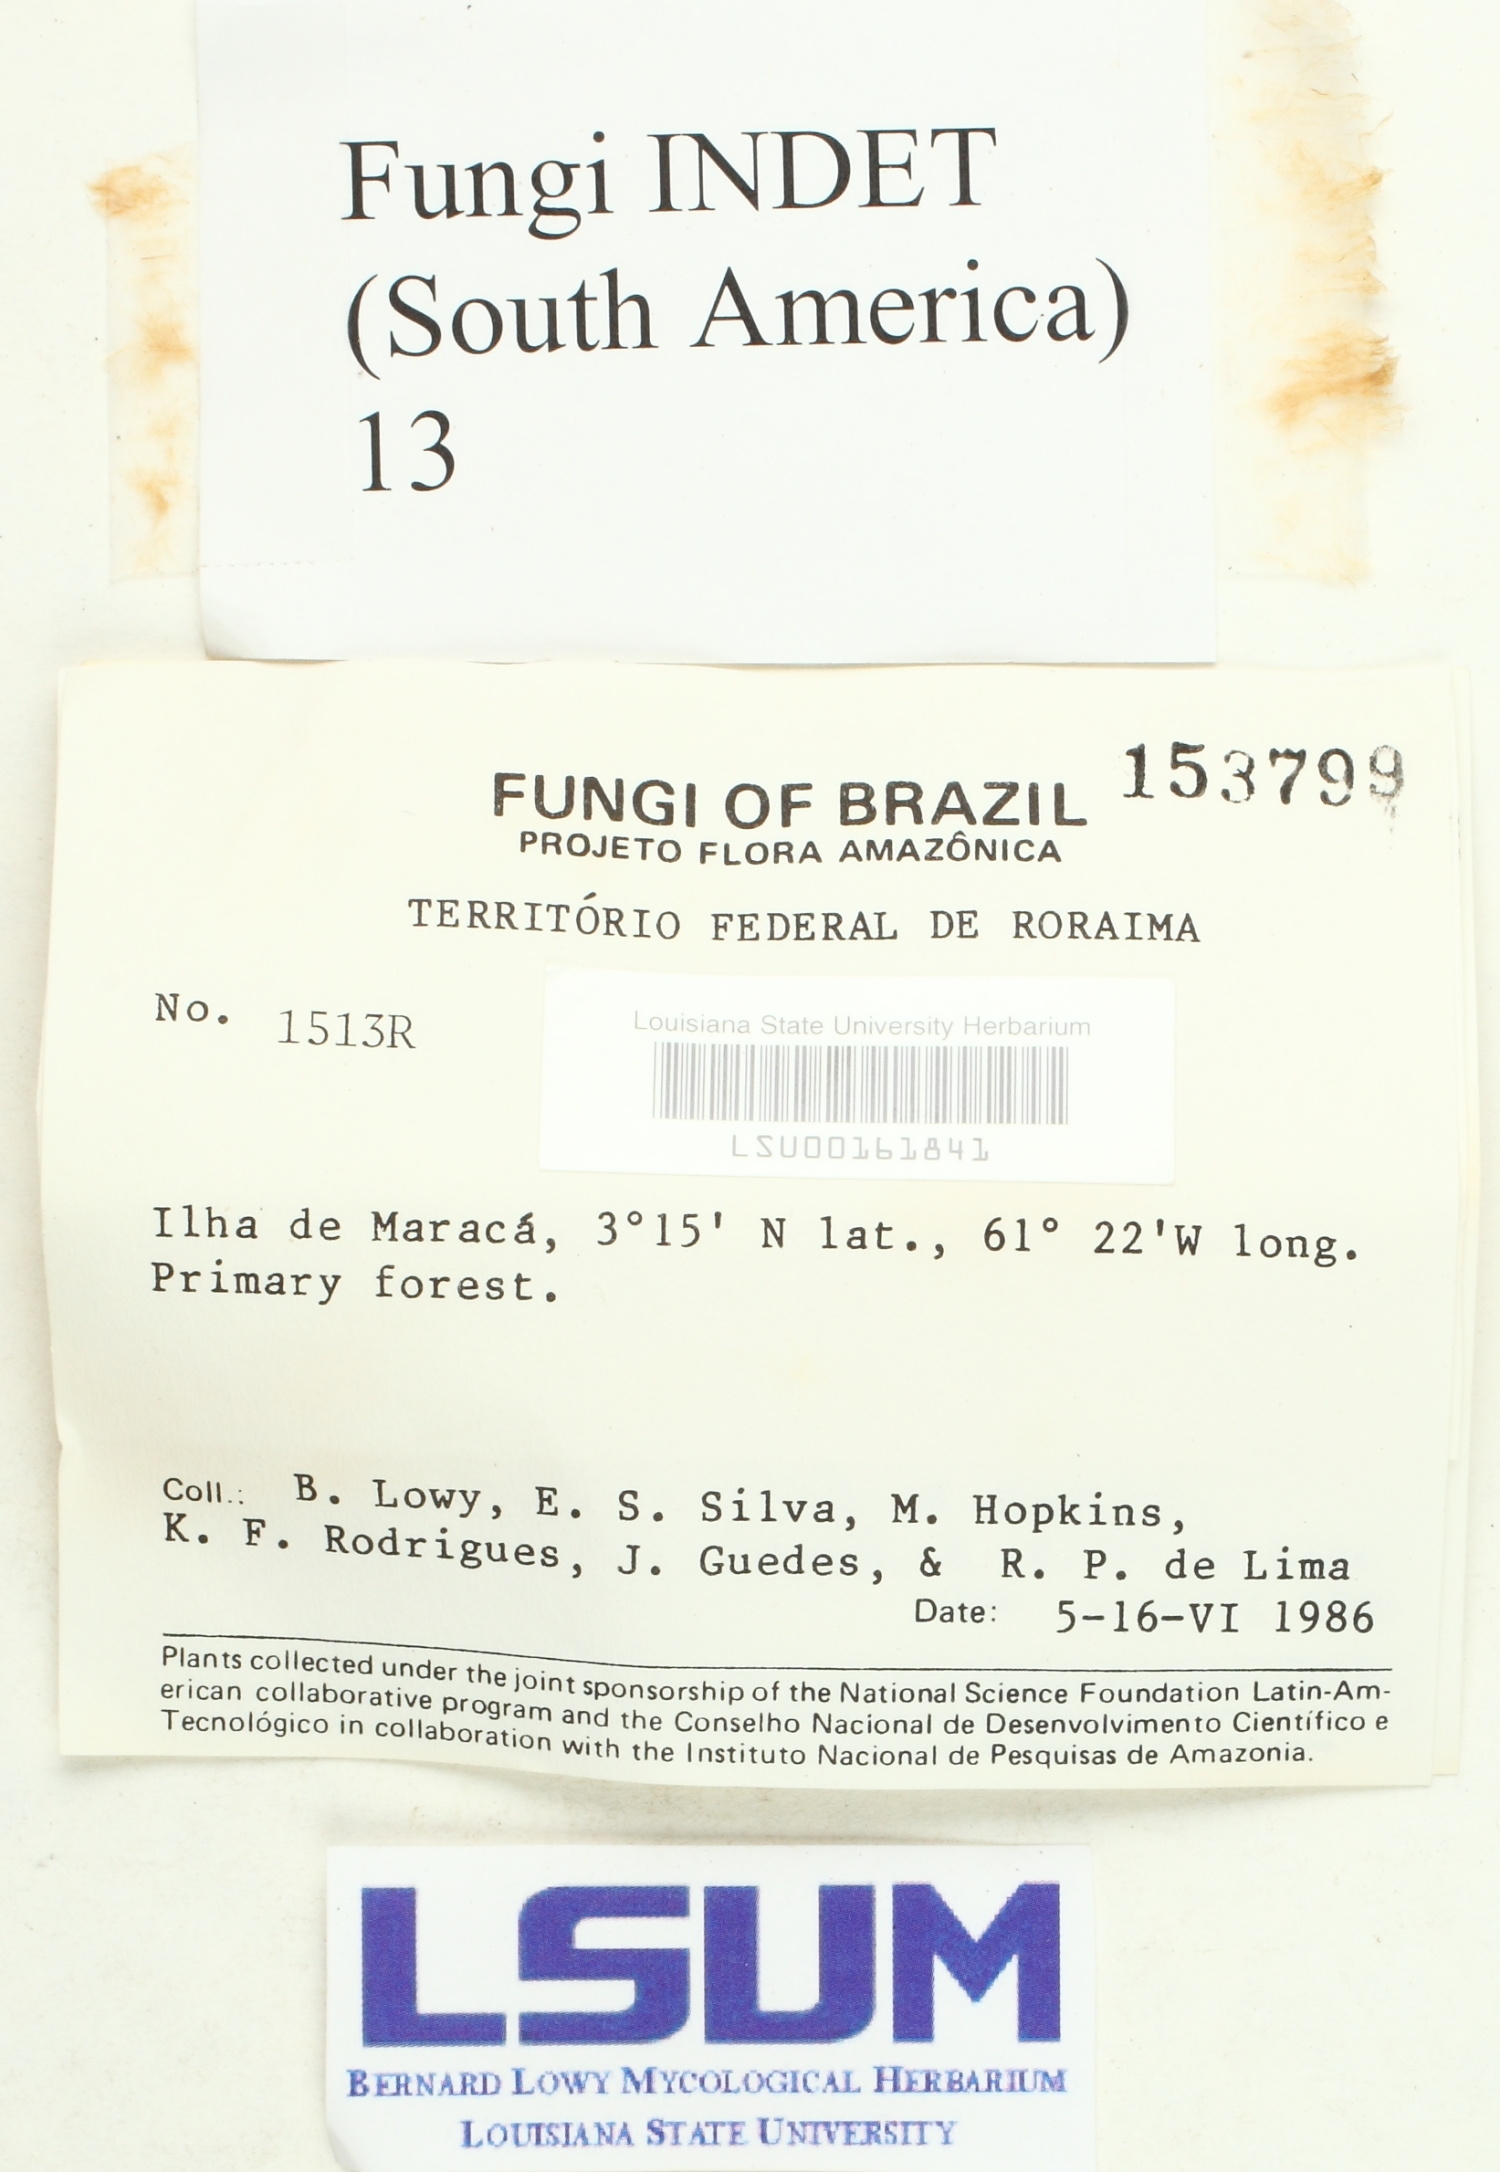 Fungi INDET
(South America)
13
153799
FUNGI OF BRAZIL
PROJETO FLORA AMAZÔNICA
TERRITÓRIO FEDERAL DE RORAIMA
No. 1513R
Louisiana State University Herbarium
LSU00161841
Ilha de Maracá, 3°15' N lat., 61° 22'W long.
Primary forest.
Coll.: B. Lowy, E. S. Silva, M. Hopkins,
K. F. Rodrigues, J. Guedes, & R. P. de Lima
Date: 5-16-VI 1986
Plants collected under the joint sponsorship of the National Science Foundation Latin-Am-
erican collaborative program and the Conselho Nacional de Desenvolvimento Científico e
Tecnológico in collaboration with the Instituto Nacional de Pesquisas de Amazonia.
LSUM
BERNARD LOWY MYCOLOGICAL HERBARIUM
LOUISIANA STATE UNIVERSITY